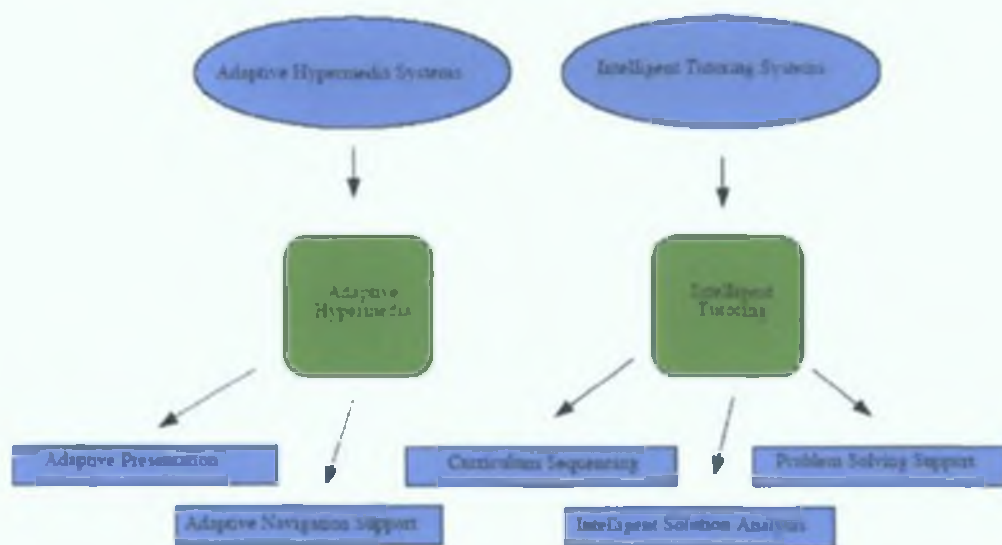 Adaptive Hypermedia Systems
Intelligent Tutoring Systems
Adaptive
Hypermedia
Intelligent
Tutoring
Adaptive Presentation
Curriculum Sequencing
Problem Solving Support
Adaptive Navigation Support
Intelligent Solution Analysis